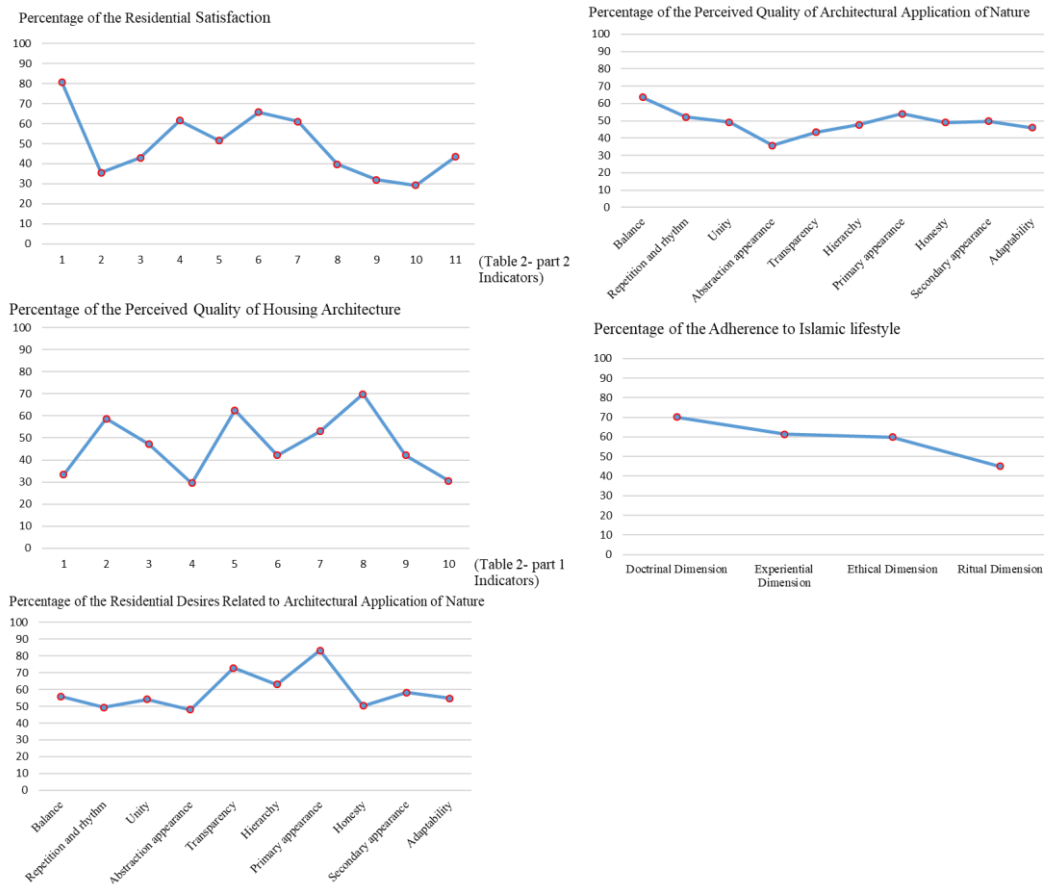 Percentage of the Residential Satisfaction
100
90
80
70
60
50
40
30
20
10
0
1 2 3 4 5 6 7 8 9 10 11
(Table 2- part 2
Indicators)
Percentage of the Perceived Quality of Architectural Application of Nature
100
90
80
70
60
50
40
30
20
10
0
Balance
Repetition and rhythm
Unity
Abstraction appearance
Transparency
Hierarchy
Primary appearance
Honesty
Secondary appearance
Adaptability
Percentage of the Perceived Quality of Housing Architecture
100
90
80
70
60
50
40
30
20
10
0
1 2 3 4 5 6 7 8 9 10
(Table 2- part 1
Indicators)
Percentage of the Adherence to Islamic lifestyle
100
90
80
70
60
50
40
30
20
10
0
Doctrinal Dimension
Experiential
Dimension
Ethical Dimension
Ritual Dimension
Percentage of the Residential Desires Related to Architectural Application of Nature
100
90
80
70
60
50
40
30
20
10
0
Balance
Repetition and rhythm
Unity
Abstraction appearance
Transparency
Hierarchy
Primary appearance
Honesty
Secondary appearance
Adaptability